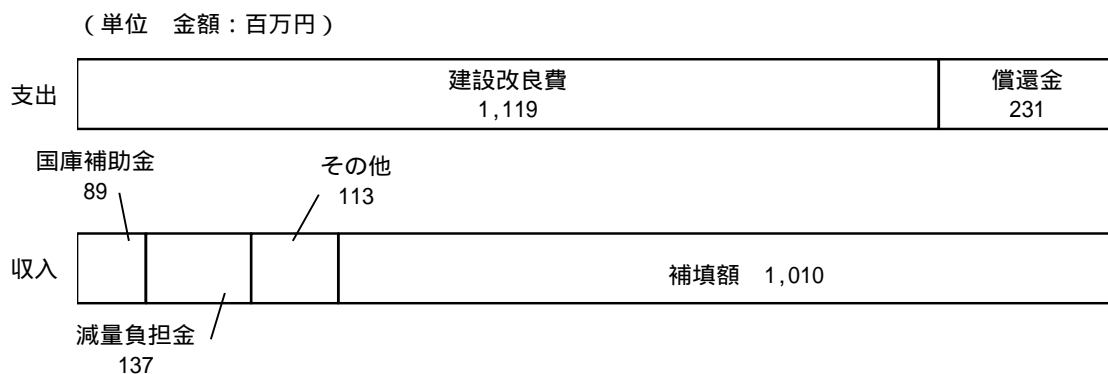 (単位 金額:百万円)
支出
建設改良費
1,119
償還金
231
国庫補助金
89
その他
113
収入
補填額 1,010
減量負担金
137